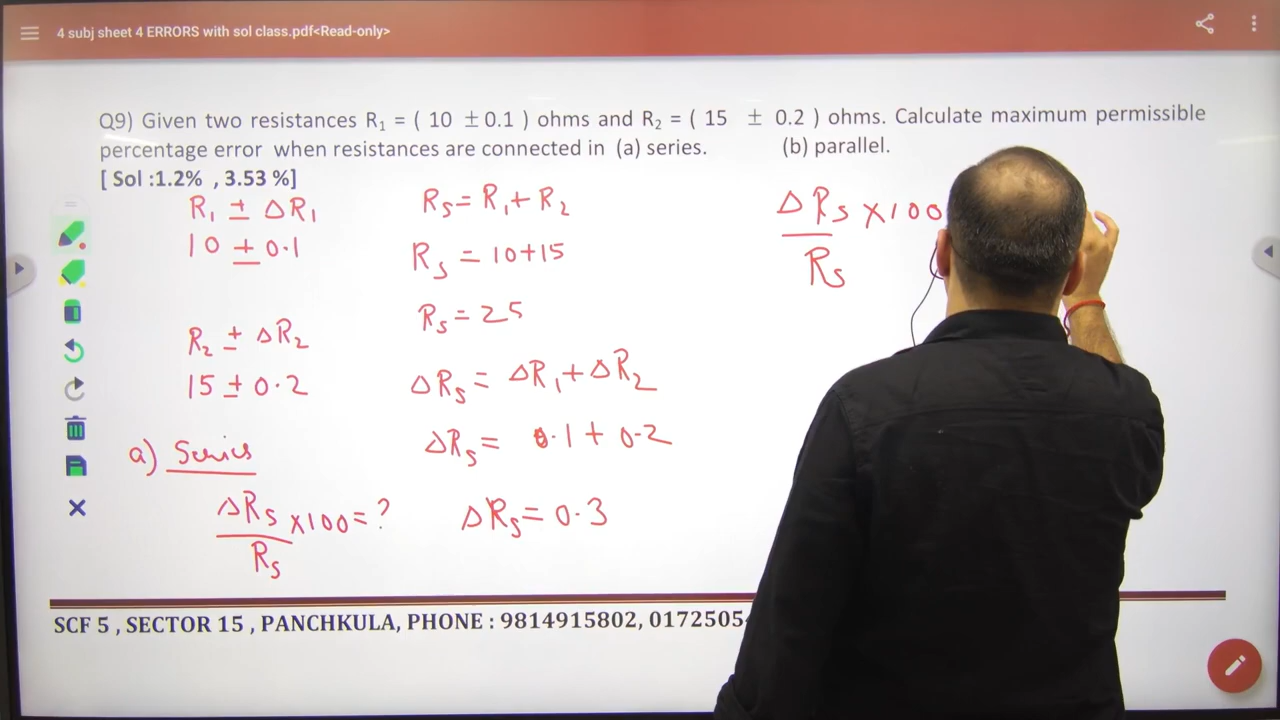 4 subj sheet 4 ERRORS with sol class.pdf<Read-only>
Q9) Given two resistances R₁ = ( 10 ± 0.1 ) ohms and R₂ = ( 15 ± 0.2 ) ohms. Calculate maximum permissible
percentage error when resistances are connected in (a) series. (b) parallel.
[ Sol :1.2% , 3.53 %]
R₁ ± ΔR₁
10 ± 0.1
R₂ ± ΔR₂
15 ± 0.2
a) Series
ΔRs/Rs ×100 = ?
Rs = R₁ + R₂
Rs = 10+15
Rs = 25
ΔRs = ΔR₁ + ΔR₂
ΔRs = 0.1 + 0.2
ΔRs = 0.3
ΔRs/Rs ×100
SCF 5 , SECTOR 15 , PANCHKULA, PHONE : 9814915802, 0172505